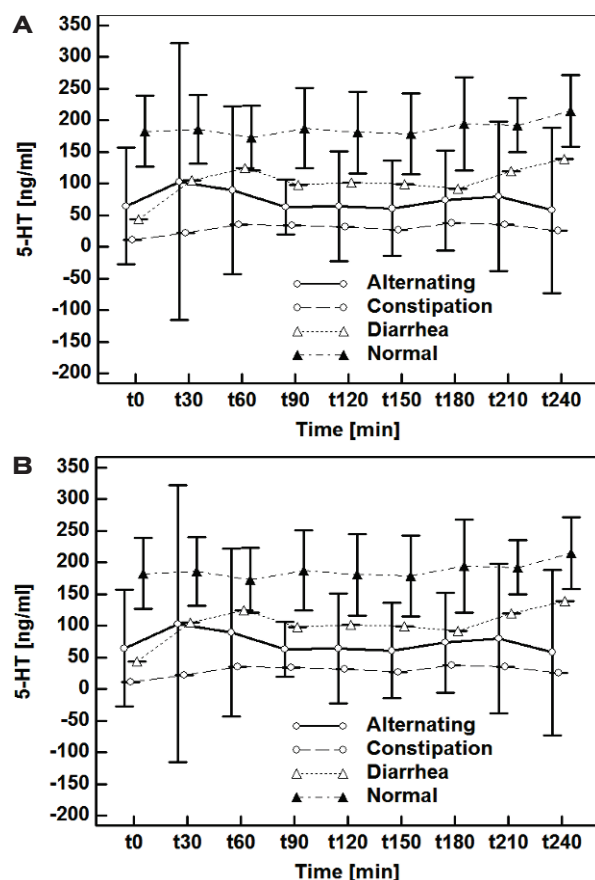 A
350
300
250
200
150
100
50
0
-50
-100
-150
-200
5-HT [ng/ml]
Alternating
Constipation
Diarrhea
Normal
t0 t30 t60 t90 t120 t150 t180 t210 t240
Time [min]
B
350
300
250
200
150
100
50
0
-50
-100
-150
-200
5-HT [ng/ml]
Alternating
Constipation
Diarrhea
Normal
t0 t30 t60 t90 t120 t150 t180 t210 t240
Time [min]